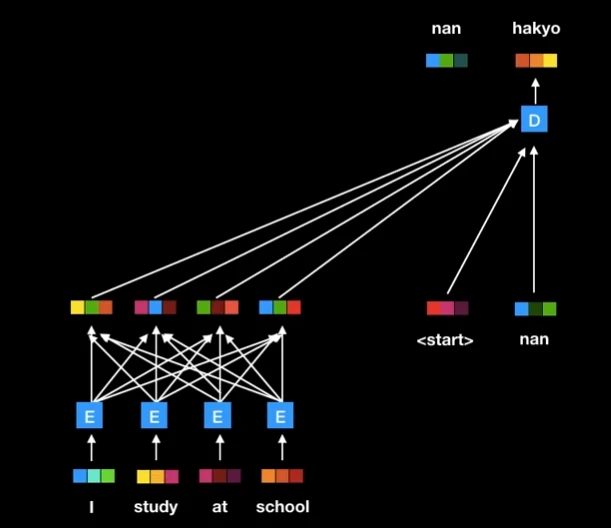 nan hakyo
D
<start> nan
E E E E
I study at school